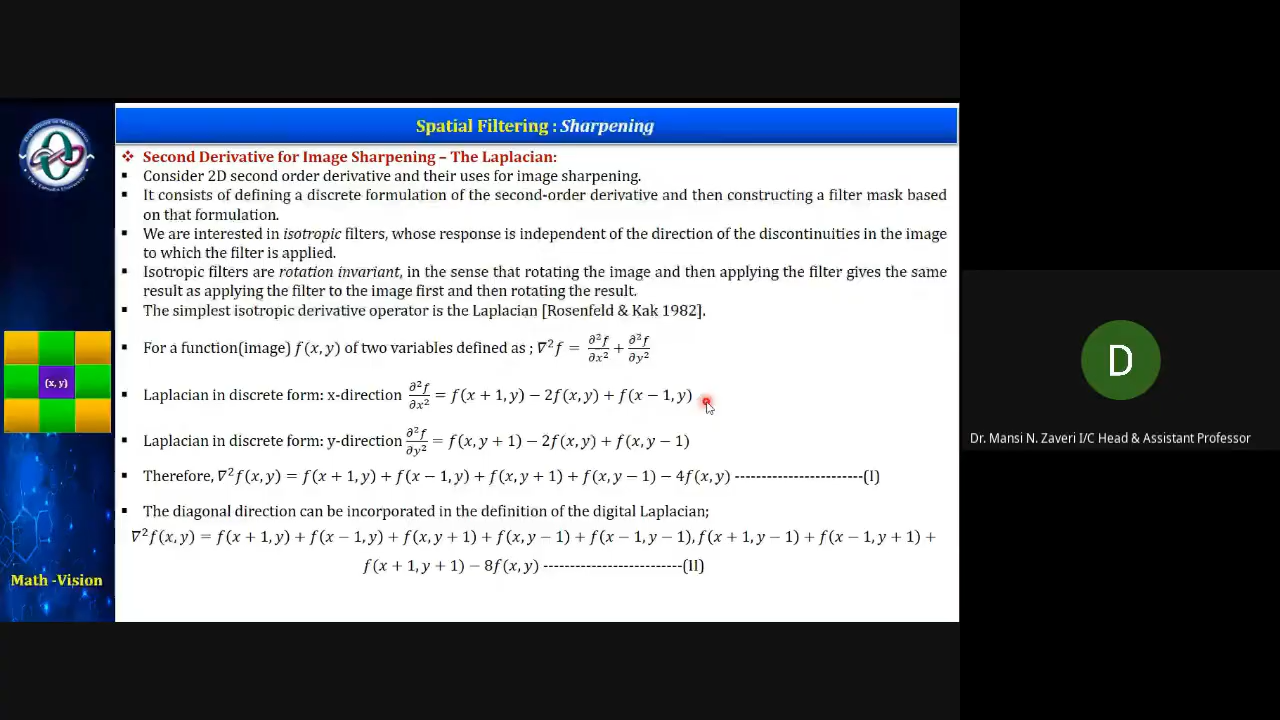 Spatial Filtering : Sharpening
❖ Second Derivative for Image Sharpening – The Laplacian:
▪ Consider 2D second order derivative and their uses for image sharpening.
▪ It consists of defining a discrete formulation of the second-order derivative and then constructing a filter mask based
on that formulation.
▪ We are interested in isotropic filters, whose response is independent of the direction of the discontinuities in the image
to which the filter is applied.
▪ Isotropic filters are rotation invariant, in the sense that rotating the image and then applying the filter gives the same
result as applying the filter to the image first and then rotating the result.
▪ The simplest isotropic derivative operator is the Laplacian [Rosenfeld & Kak 1982].
▪ For a function(image) f(x, y) of two variables defined as ; ∇²f = ∂²f/∂x² + ∂²f/∂y²
▪ Laplacian in discrete form: x-direction ∂²f/∂x² = f(x + 1, y) − 2f(x, y) + f(x − 1, y)
▪ Laplacian in discrete form: y-direction ∂²f/∂y² = f(x, y + 1) − 2f(x, y) + f(x, y − 1)
▪ Therefore, ∇²f(x, y) = f(x + 1, y) + f(x − 1, y) + f(x, y + 1) + f(x, y − 1) − 4f(x, y) ------------------------(I)
▪ The diagonal direction can be incorporated in the definition of the digital Laplacian;
∇²f(x, y) = f(x + 1, y) + f(x − 1, y) + f(x, y + 1) + f(x, y − 1) + f(x − 1, y − 1), f(x + 1, y − 1) + f(x − 1, y + 1) +
f(x + 1, y + 1) − 8f(x, y) --------------------------(II)
(x, y)
Math -Vision
D
Dr. Mansi N. Zaveri I/C Head & Assistant Professor